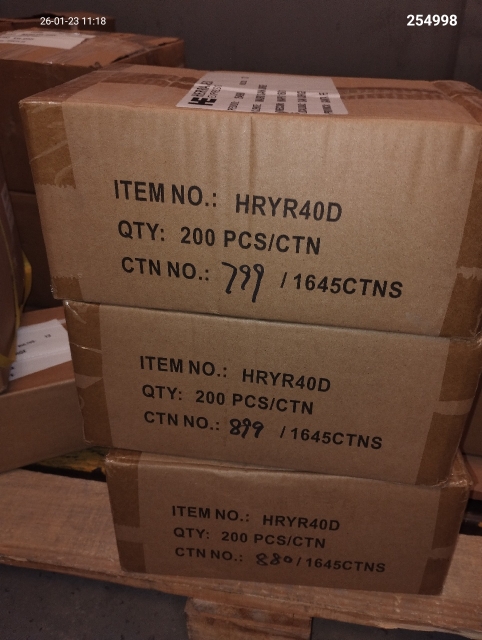 26-01-23 11:18
254998
ITEM NO.: HRYR40D
QTY: 200 PCS/CTN
CTN NO.: 799 / 1645CTNS
ITEM NO.: HRYR40D
QTY: 200 PCS/CTN
CTN NO.: 899 / 1645CTNS
ITEM NO.: HRYR40D
QTY: 200 PCS/CTN
CTN NO.: 880 / 1645CTNS